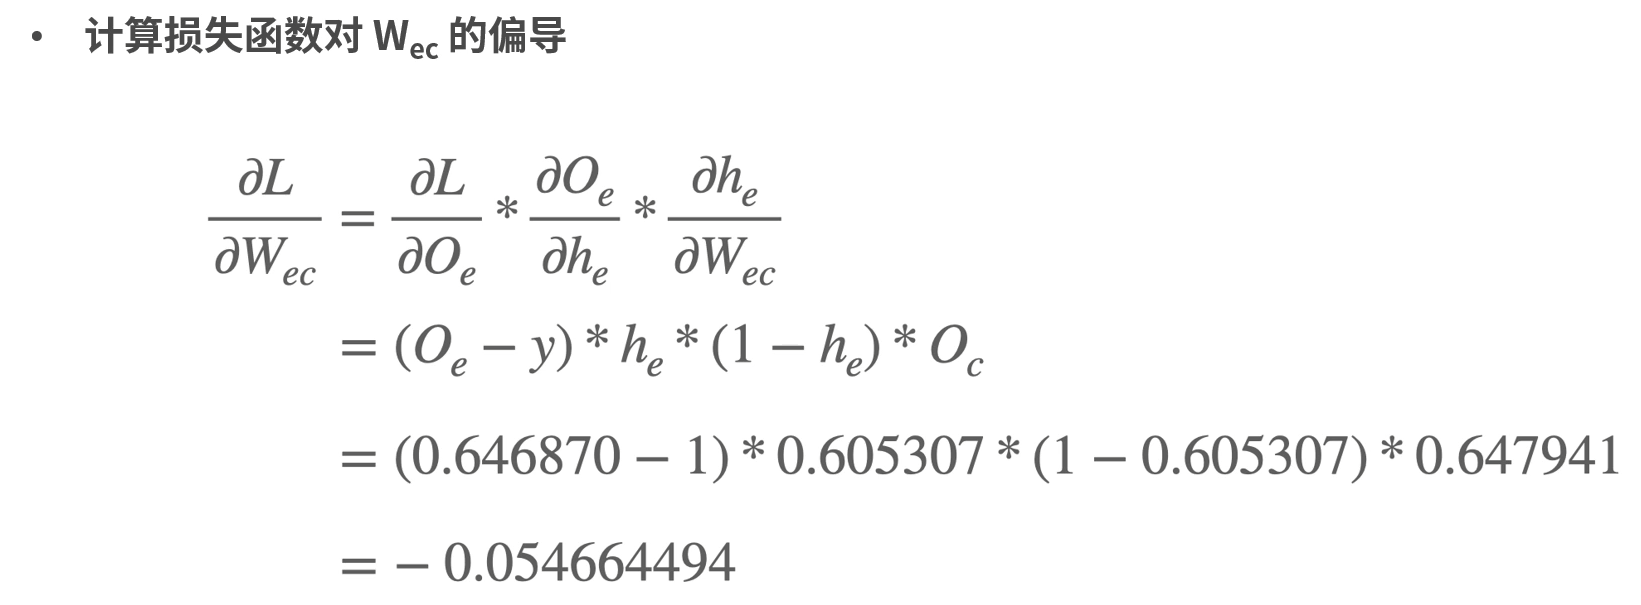 • 计算损失函数对 W_ec 的偏导
∂L/∂W_ec = ∂L/∂O_e * ∂O_e/∂h_e * ∂h_e/∂W_ec
= (O_e − y) * h_e * (1 − h_e) * O_c
= (0.646870 − 1) * 0.605307 * (1 − 0.605307) * 0.647941
= − 0.054664494